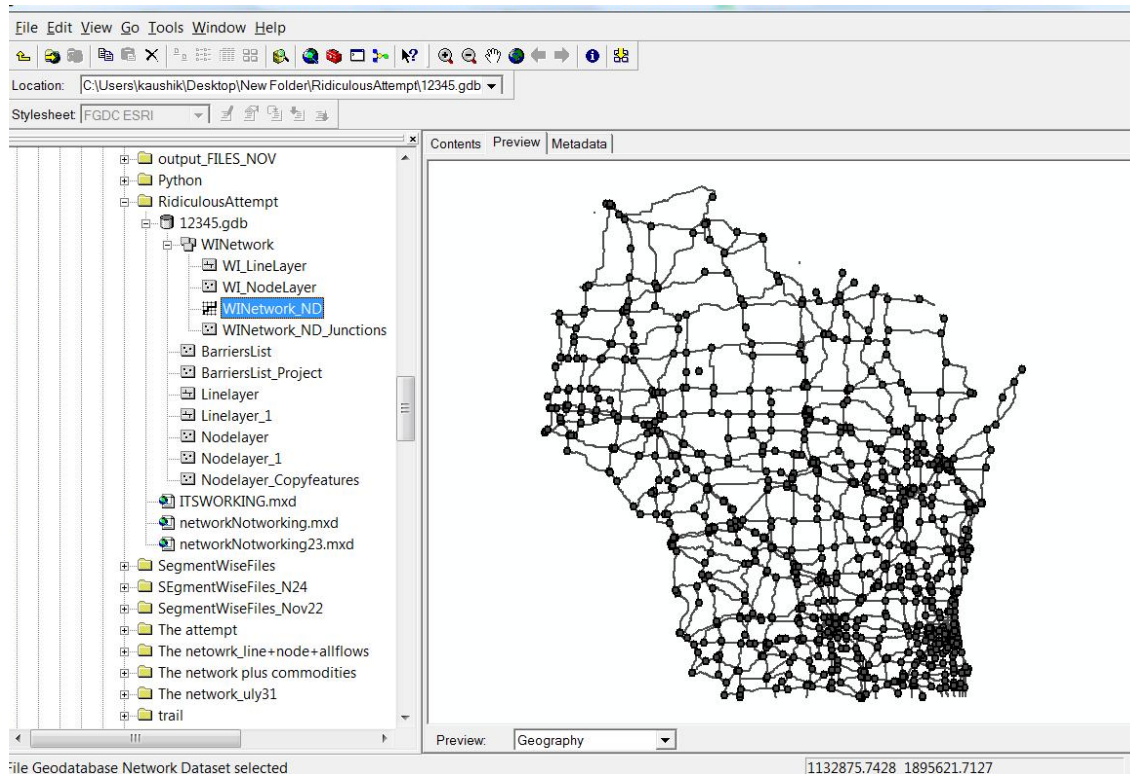 File Edit View Go Tools Window Help
Location: C:\Users\kaushik\Desktop\New Folder\RidiculousAttempt\12345.gdb
Stylesheet: FGDC ESRI
output_FILES_NOV
Python
RidiculousAttempt
12345.gdb
WINetwork
WI_LineLayer
WI_NodeLayer
WINetwork_ND
WINetwork_ND_Junctions
BarriersList
BarriersList_Project
Linelayer
Linelayer_1
Nodelayer
Nodelayer_1
Nodelayer_Copyfeatures
ITSWORKING.mxd
networkNotworking.mxd
networkNotworking23.mxd
SegmentWiseFiles
SEgmentWiseFiles_N24
SegmentWiseFiles_Nov22
The attempt
The netowrk_line+node+allflows
The network plus commodities
The network_uly31
trail
Contents Preview Metadata
Preview: Geography
File Geodatabase Network Dataset selected
1132875.7428 1895621.7127